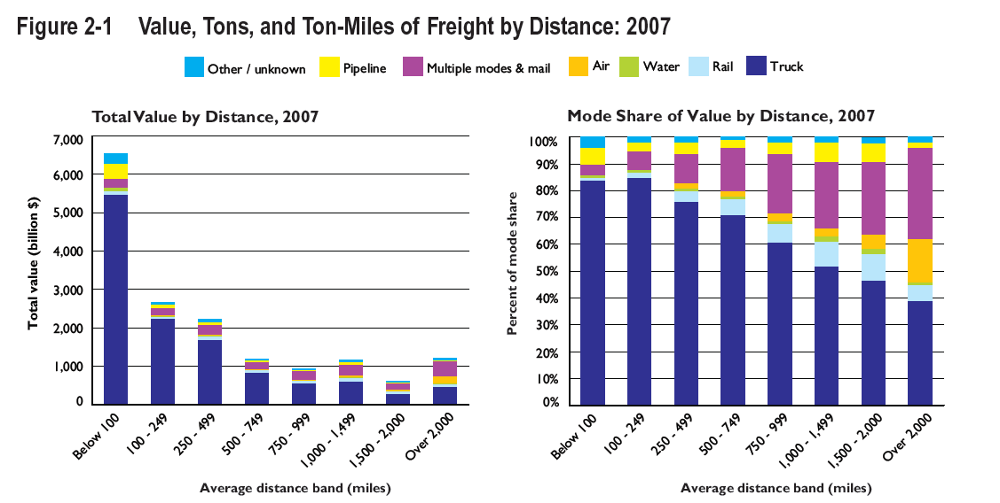 Figure 2-1 Value, Tons, and Ton-Miles of Freight by Distance: 2007
Other / unknown Pipeline Multiple modes & mail Air Water Rail Truck
Total Value by Distance, 2007
7,000
6,000
5,000
4,000
3,000
2,000
1,000
0
Total value (billion $)
Below 100
100 - 249
250 - 499
500 - 749
750 - 999
1,000 - 1,499
1,500 - 2,000
Over 2,000
Average distance band (miles)
Mode Share of Value by Distance, 2007
100%
90%
80%
70%
60%
50%
40%
30%
20%
10%
0%
Percent of mode share
Below 100
100 - 249
250 - 499
500 - 749
750 - 999
1,000 - 1,499
1,500 - 2,000
Over 2,000
Average distance band (miles)